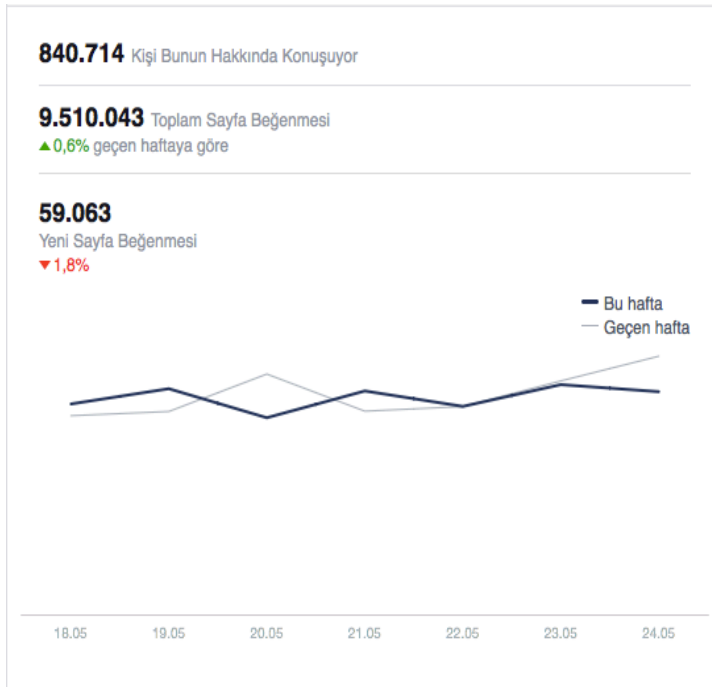 840.714 Kişi Bunun Hakkında Konuşuyor
9.510.043 Toplam Sayfa Beğenmesi
▲0,6% geçen haftaya göre
59.063
Yeni Sayfa Beğenmesi
▼1,8%
Bu hafta
Geçen hafta
18.05 19.05 20.05 21.05 22.05 23.05 24.05